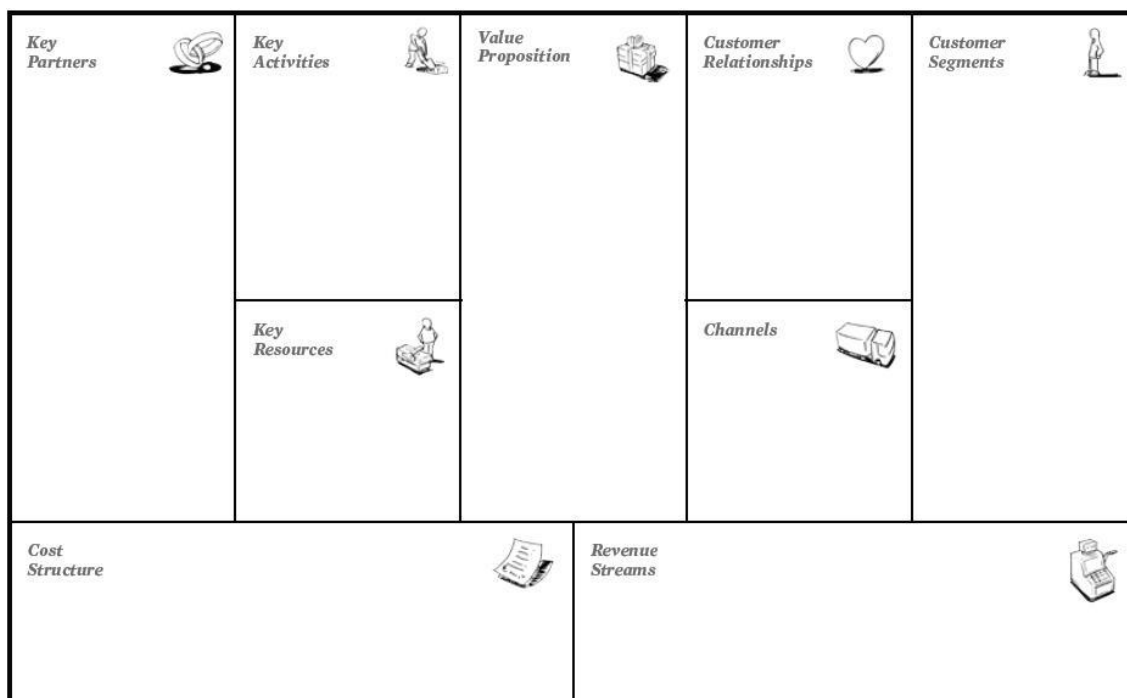 Key
Partners
Key
Activities
Value
Proposition
Customer
Relationships
Customer
Segments
Key
Resources
Channels
Cost
Structure
Revenue
Streams